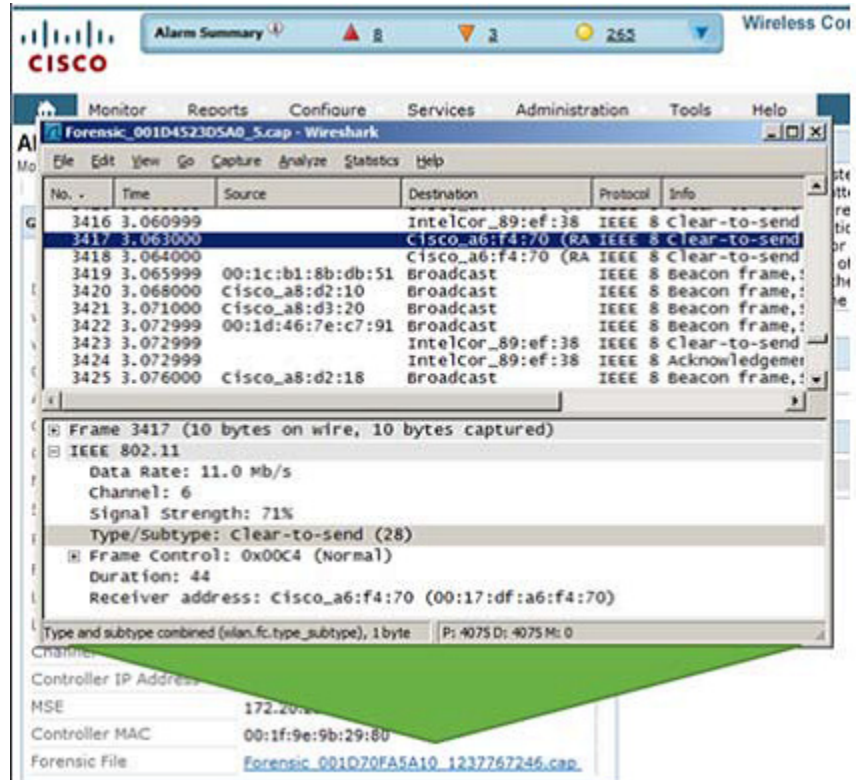 Alarm Summary 8 3 265
Wireless Co
CISCO
Monitor Reports Configure Services Administration Tools Help
Forensic_001D4523D5A0_5.cap - Wireshark
File Edit View Go Capture Analyze Statistics Help
No. - Time Source Destination Protocol Info
3416 3.060999 IntelCor_89:ef:38 IEEE 8 Clear-to-send
3417 3.063000 Cisco_a6:f4:70 (RA IEEE 8 Clear-to-send
3418 3.064000 Cisco_a6:f4:70 (RA IEEE 8 Clear-to-send
3419 3.065999 00:1c:b1:8b:db:51 Broadcast IEEE 8 Beacon frame,
3420 3.068000 Cisco_a8:d2:10 Broadcast IEEE 8 Beacon frame,
3421 3.071000 Cisco_a8:d3:20 Broadcast IEEE 8 Beacon frame,
3422 3.072999 00:1d:46:7e:c7:91 Broadcast IEEE 8 Beacon frame,
3423 3.072999 IntelCor_89:ef:38 IEEE 8 Clear-to-send
3424 3.072999 IntelCor_89:ef:38 IEEE 8 Acknowledgemen
3425 3.076000 Cisco_a8:d2:18 Broadcast IEEE 8 Beacon frame,
Frame 3417 (10 bytes on wire, 10 bytes captured)
IEEE 802.11
Data Rate: 11.0 Mb/s
Channel: 6
Signal Strength: 71%
Type/Subtype: Clear-to-send (28)
Frame Control: 0x00C4 (Normal)
Duration: 44
Receiver address: Cisco_a6:f4:70 (00:17:df:a6:f4:70)
Type and subtype combined (wlan.fc.type_subtype), 1 byte P: 4075 D: 4075 M: 0
Channel
Controller IP Address
MSE 172.20.
Controller MAC 00:1f:9e:9b:29:80
Forensic File Forensic_001D70FA5A10_1237767246.cap